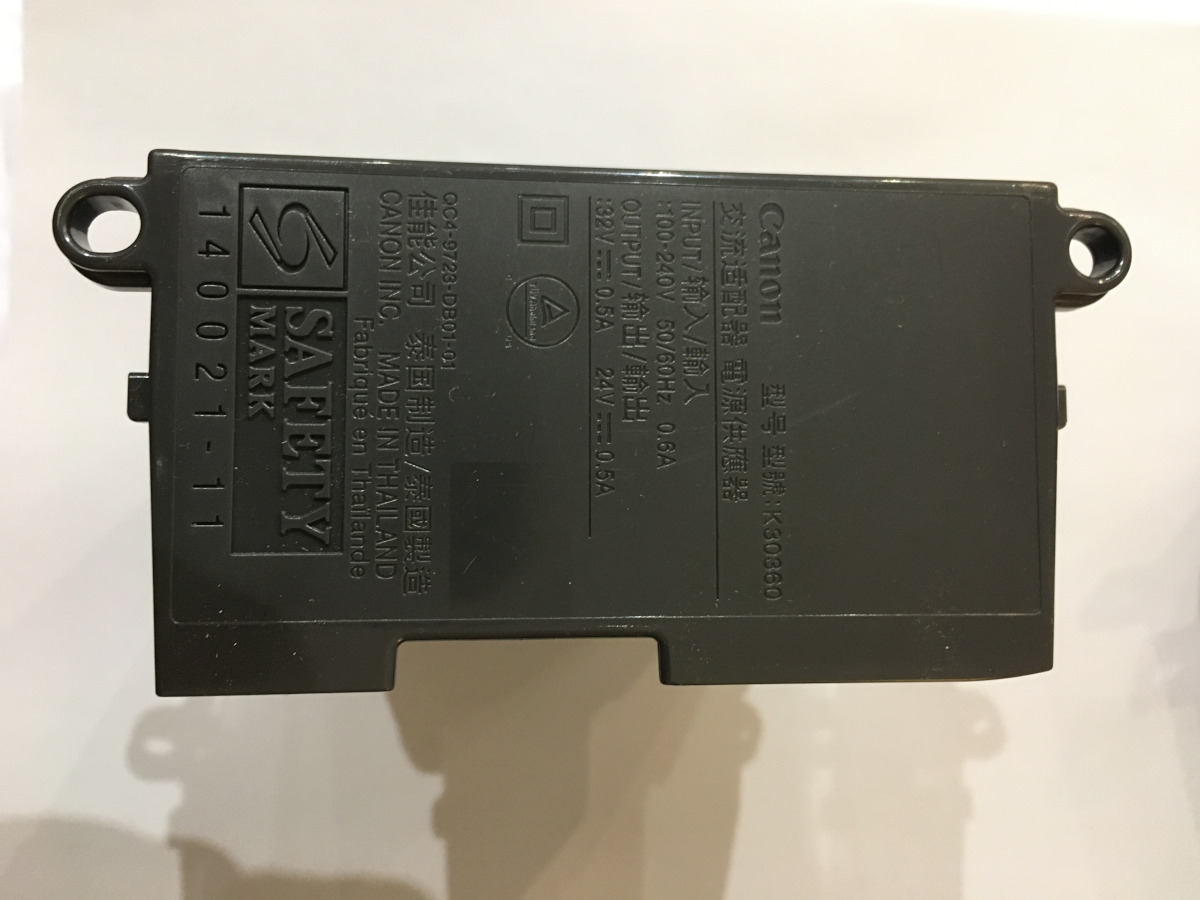 Canon
型号 型號:K30360
交流适配器 電源供應器
INPUT/输入/輸入
:100-240V 50/60Hz 0.6A
OUTPUT/输出/輸出
:32V ⎓ 0.5A 24V ⎓ 0.5A
QC4-9723-DB01-01
佳能公司 泰国制造/泰國製造
CANON INC. MADE IN THAILAND
Fabriqué en Thaïlande
SAFETY
MARK
140021-11